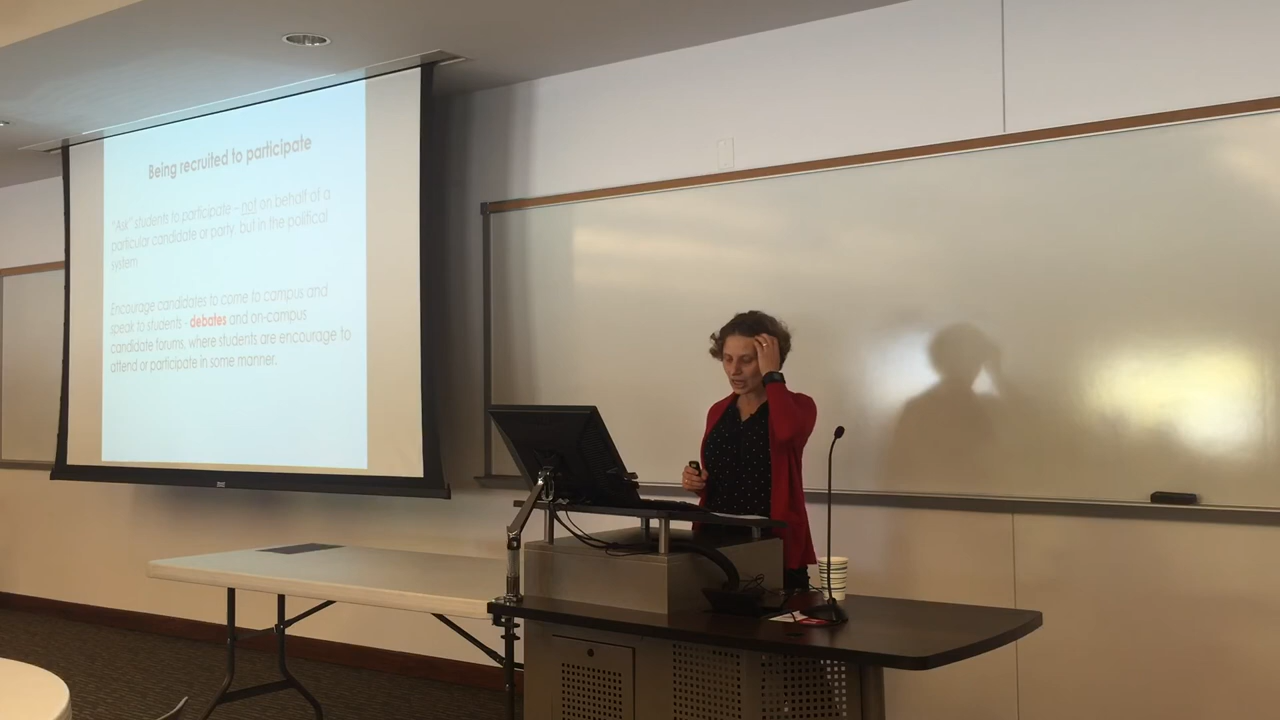 Being recruited to participate
"Ask" students to participate – not on behalf of a
particular candidate or party, but in the political
system
Encourage candidates to come to campus and
speak to students - debates and on-campus
candidate forums, where students are encourage to
attend or participate in some manner.